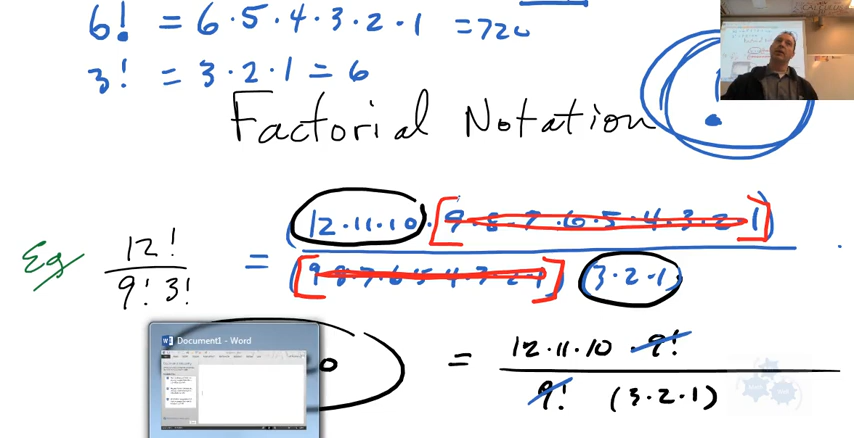 6! = 6 · 5 · 4 · 3 · 2 · 1 = 720
3! = 3 · 2 · 1 = 6
Factorial Notation
Eg 12! / 9! 3! = (12 · 11 · 10 · [9 · 8 · 7 · 6 · 5 · 4 · 3 · 2 · 1]) / ([9 · 8 · 7 · 6 · 5 · 4 · 3 · 2 · 1]) (3 · 2 · 1)
Document1 - Word
= 12 · 11 · 10 · 9! / 9! (3 · 2 · 1)